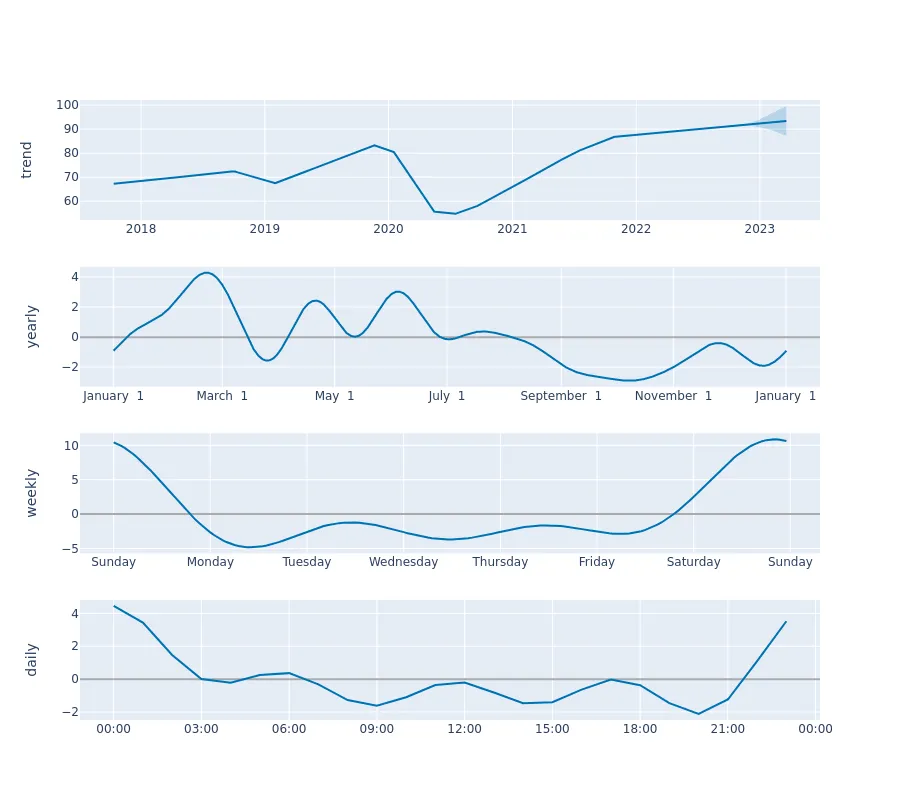 trend
100
90
80
70
60
2018 2019 2020 2021 2022 2023
yearly
4
2
0
−2
January 1 March 1 May 1 July 1 September 1 November 1 January 1
weekly
10
5
0
−5
Sunday Monday Tuesday Wednesday Thursday Friday Saturday Sunday
daily
4
2
0
−2
00:00 03:00 06:00 09:00 12:00 15:00 18:00 21:00 00:00